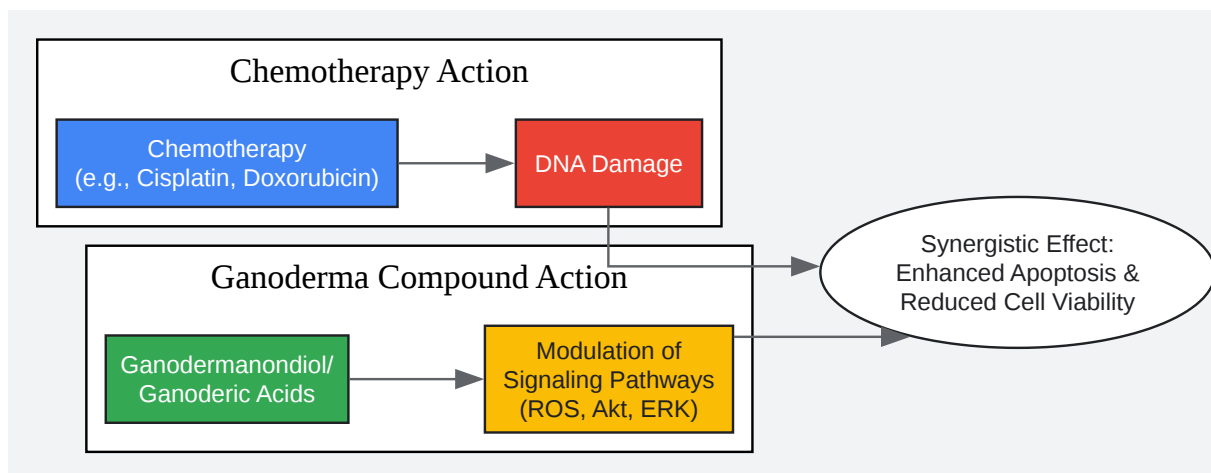 Chemotherapy Action
Chemotherapy
(e.g., Cisplatin, Doxorubicin)
DNA Damage
Ganoderma Compound Action
Ganodermanondiol/
Ganoderic Acids
Modulation of
Signaling Pathways
(ROS, Akt, ERK)
Synergistic Effect:
Enhanced Apoptosis &
Reduced Cell Viability